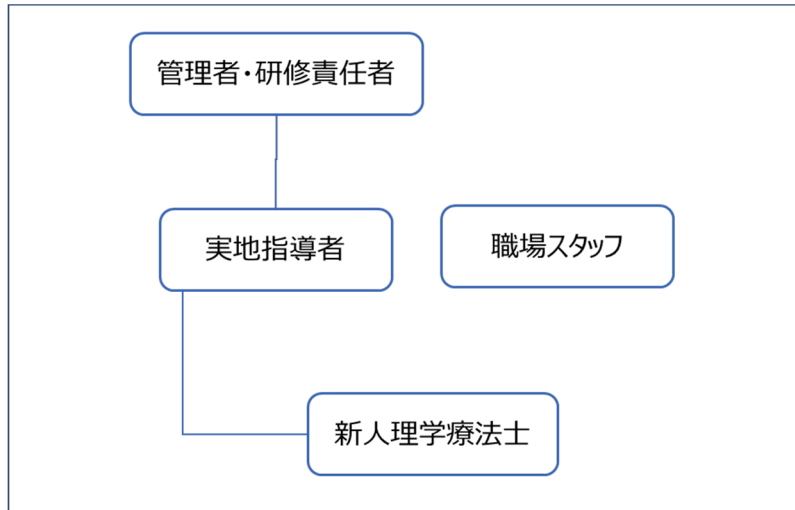 管理者・研修責任者
実地指導者
職場スタッフ
新人理学療法士